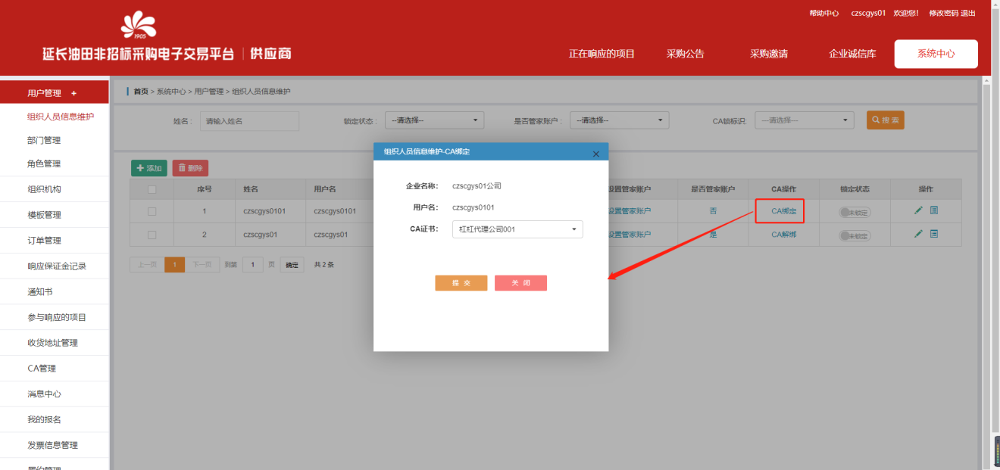 帮助中心 czscgys01 欢迎您! 修改密码 退出
1905
延长油田非招标采购电子交易平台 | 供应商
正在响应的项目 采购公告 采购邀请 企业诚信库 系统中心
用户管理 +
组织人员信息维护
部门管理
角色管理
组织机构
模板管理
订单管理
响应保证金记录
通知书
参与响应的项目
收货地址管理
CA管理
消息中心
我的报名
发票信息管理
首页 > 系统中心 > 用户管理 > 组织人员信息维护
姓名: 请输入姓名 锁定状态: --请选择-- 是否管家账户: --请选择-- CA锁标识: ---请选择--- 搜 索
添加 删除
序号 姓名 用户名 设置管家账户 是否管家账户 CA操作 锁定状态 操作
1 czscgys0101 czscgys0101 设置管家账户 否 CA绑定 未锁定
2 czscgys01 czscgys01 设置管家账户 是 CA解绑 未锁定
上一页 1 下一页 到第 1 页 确定 共 2 条
组织人员信息维护-CA绑定
企业名称: czscgys01公司
用户名: czscgys0101
CA证书: 杠杠代理公司001
提 交 关 闭